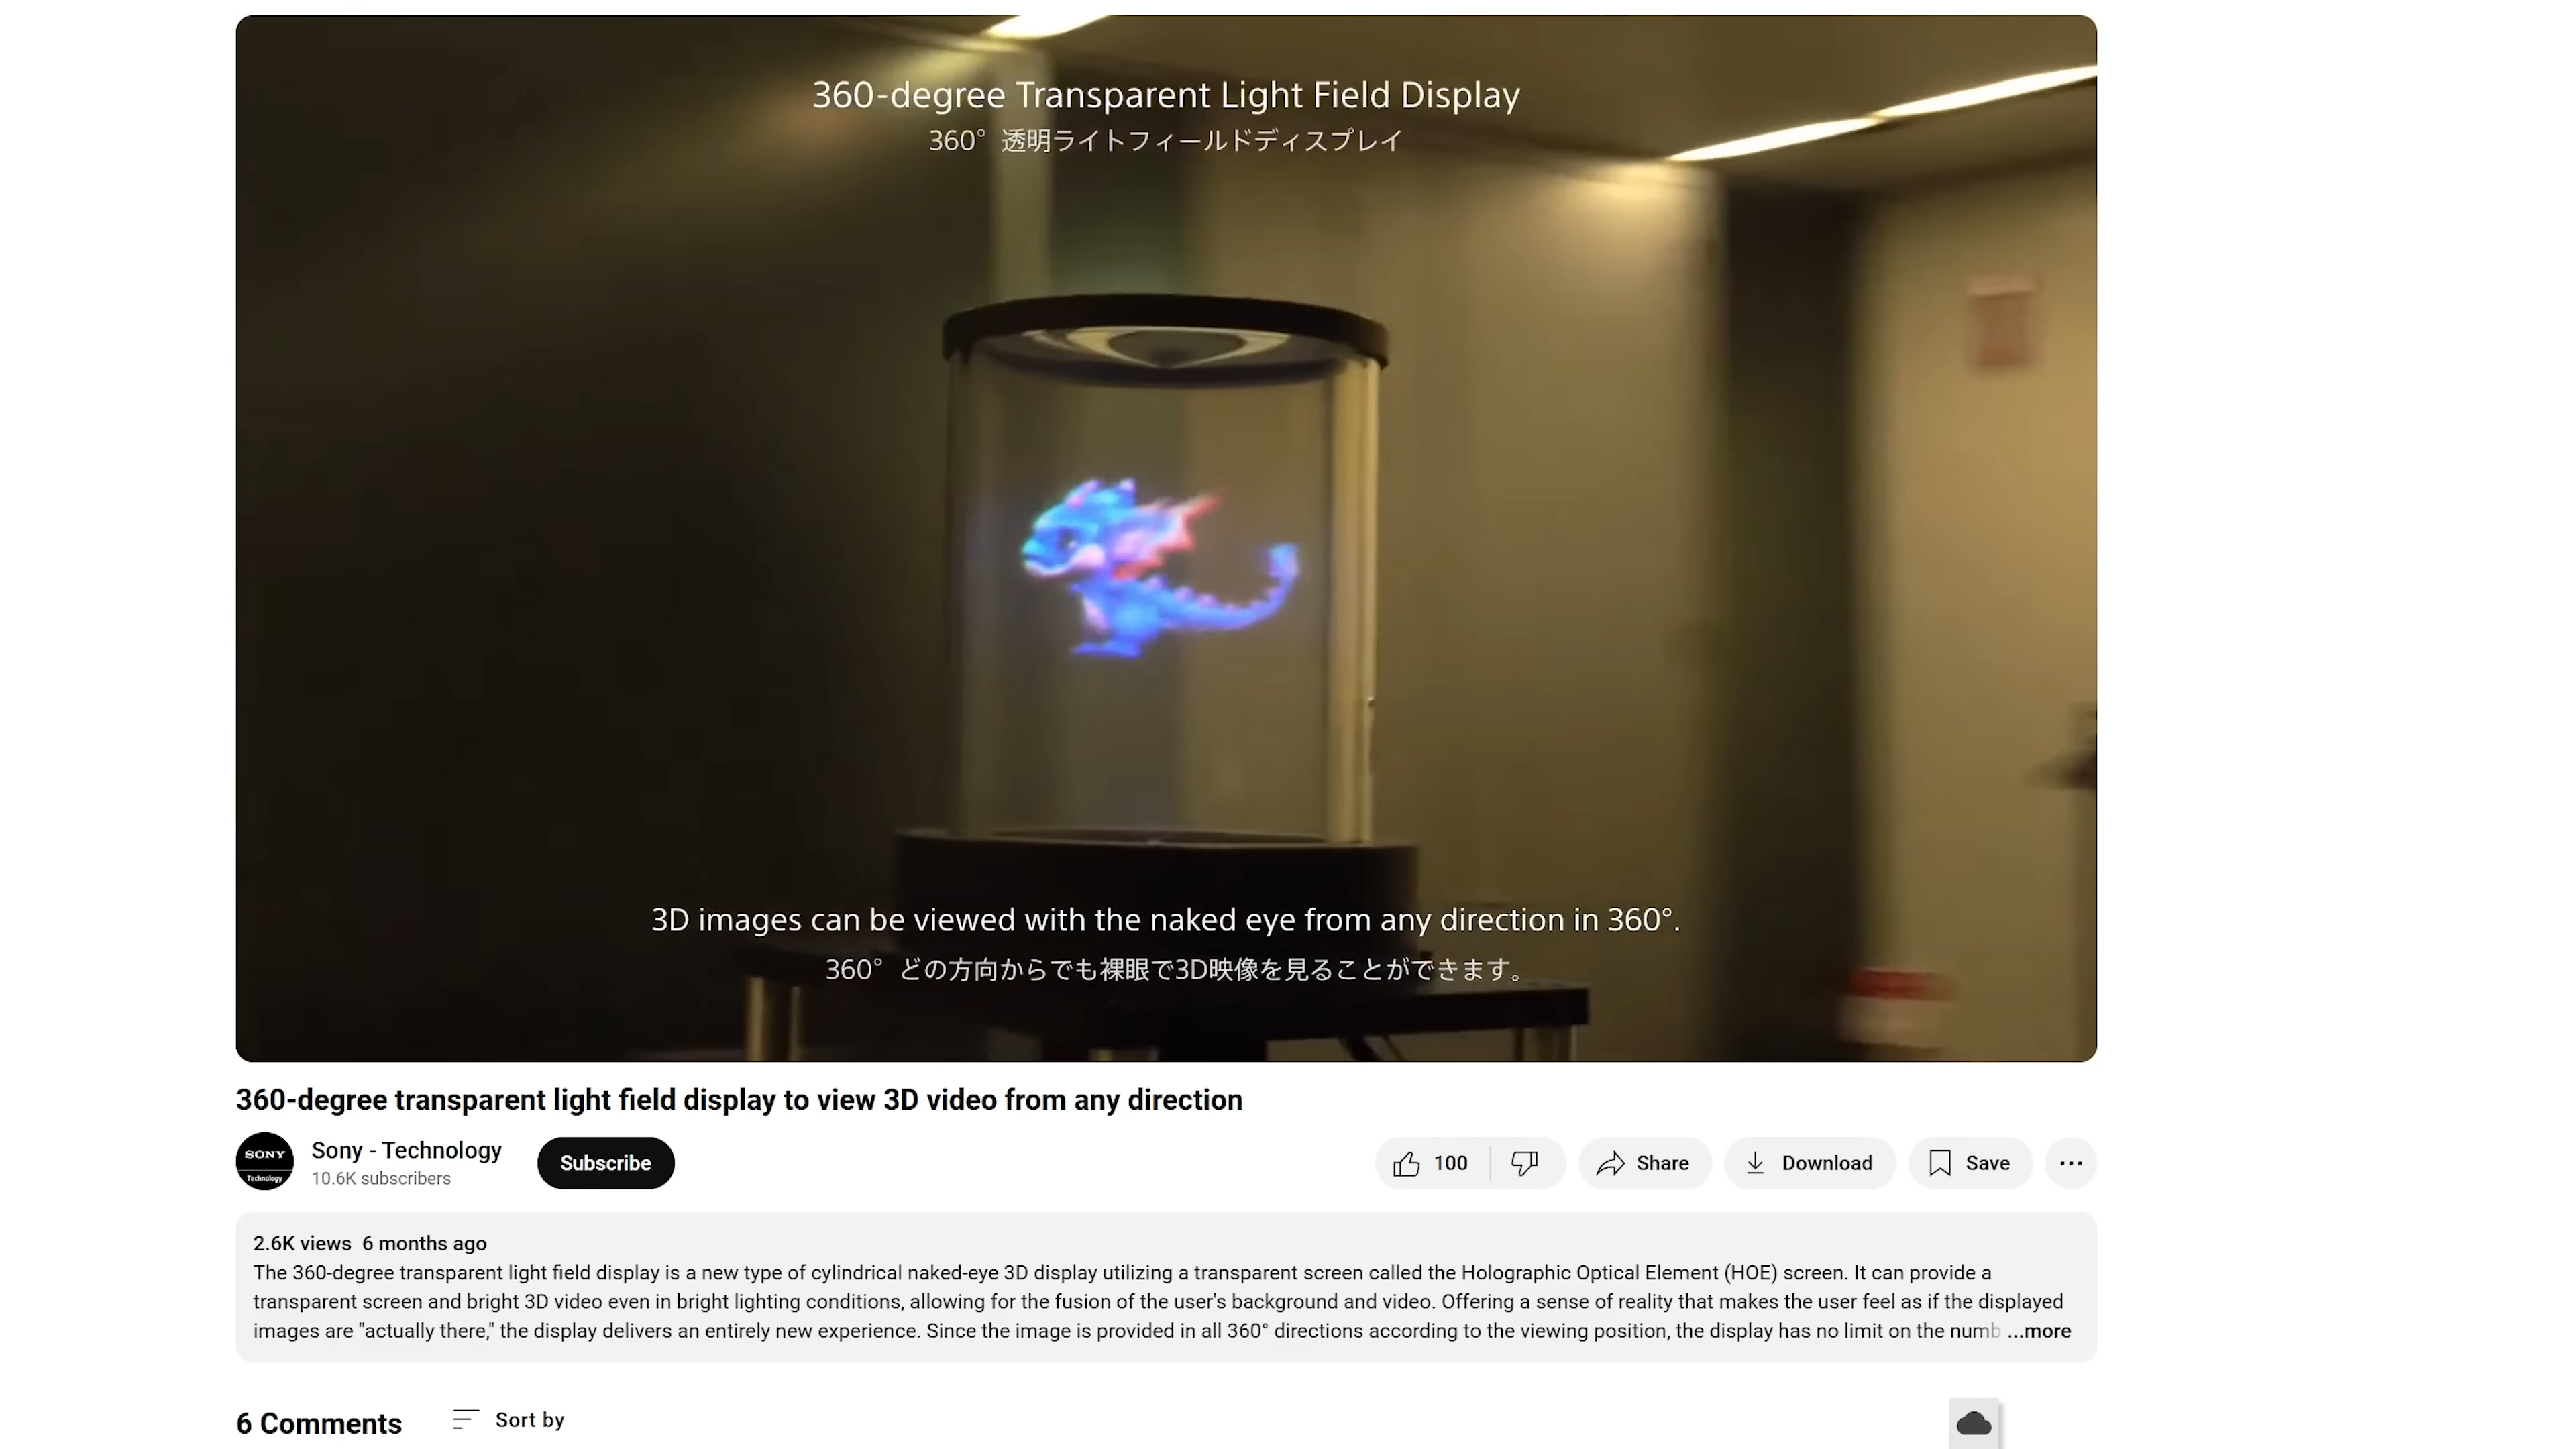 360-degree Transparent Light Field Display
360° 透明ライトフィールドディスプレイ
3D images can be viewed with the naked eye from any direction in 360°.
360° どの方向からでも裸眼で3D映像を見ることができます。
360-degree transparent light field display to view 3D video from any direction
SONY
Technology
Sony - Technology
10.6K subscribers
Subscribe
100
Share
Download
Save
2.6K views 6 months ago
The 360-degree transparent light field display is a new type of cylindrical naked-eye 3D display utilizing a transparent screen called the Holographic Optical Element (HOE) screen. It can provide a
transparent screen and bright 3D video even in bright lighting conditions, allowing for the fusion of the user's background and video. Offering a sense of reality that makes the user feel as if the displayed
images are "actually there," the display delivers an entirely new experience. Since the image is provided in all 360° directions according to the viewing position, the display has no limit on the numb ...more
6 Comments
Sort by